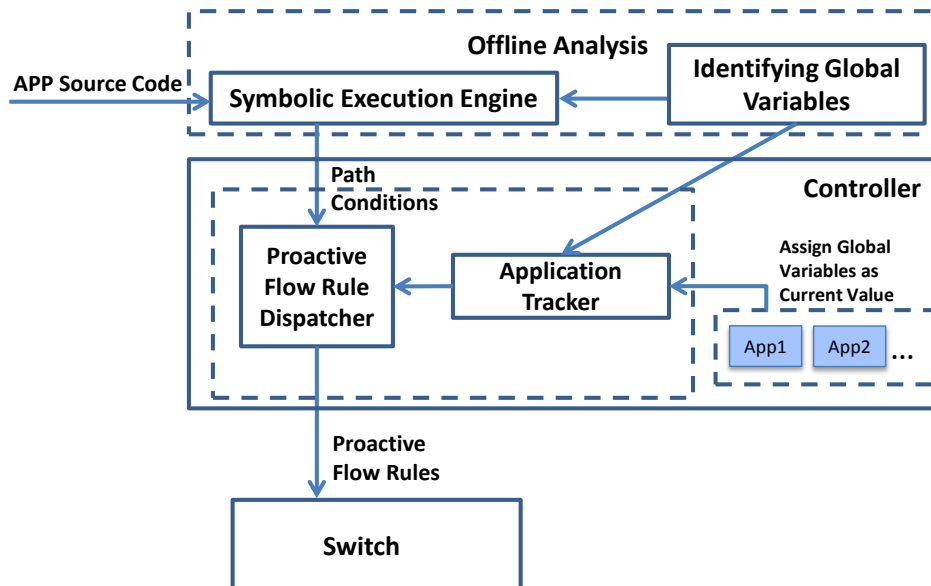 Offline Analysis
APP Source Code
Symbolic Execution Engine
Identifying Global
Variables
Path
Conditions
Controller
Proactive
Flow Rule
Dispatcher
Application
Tracker
Assign Global
Variables as
Current Value
App1
App2
...
Proactive
Flow Rules
Switch